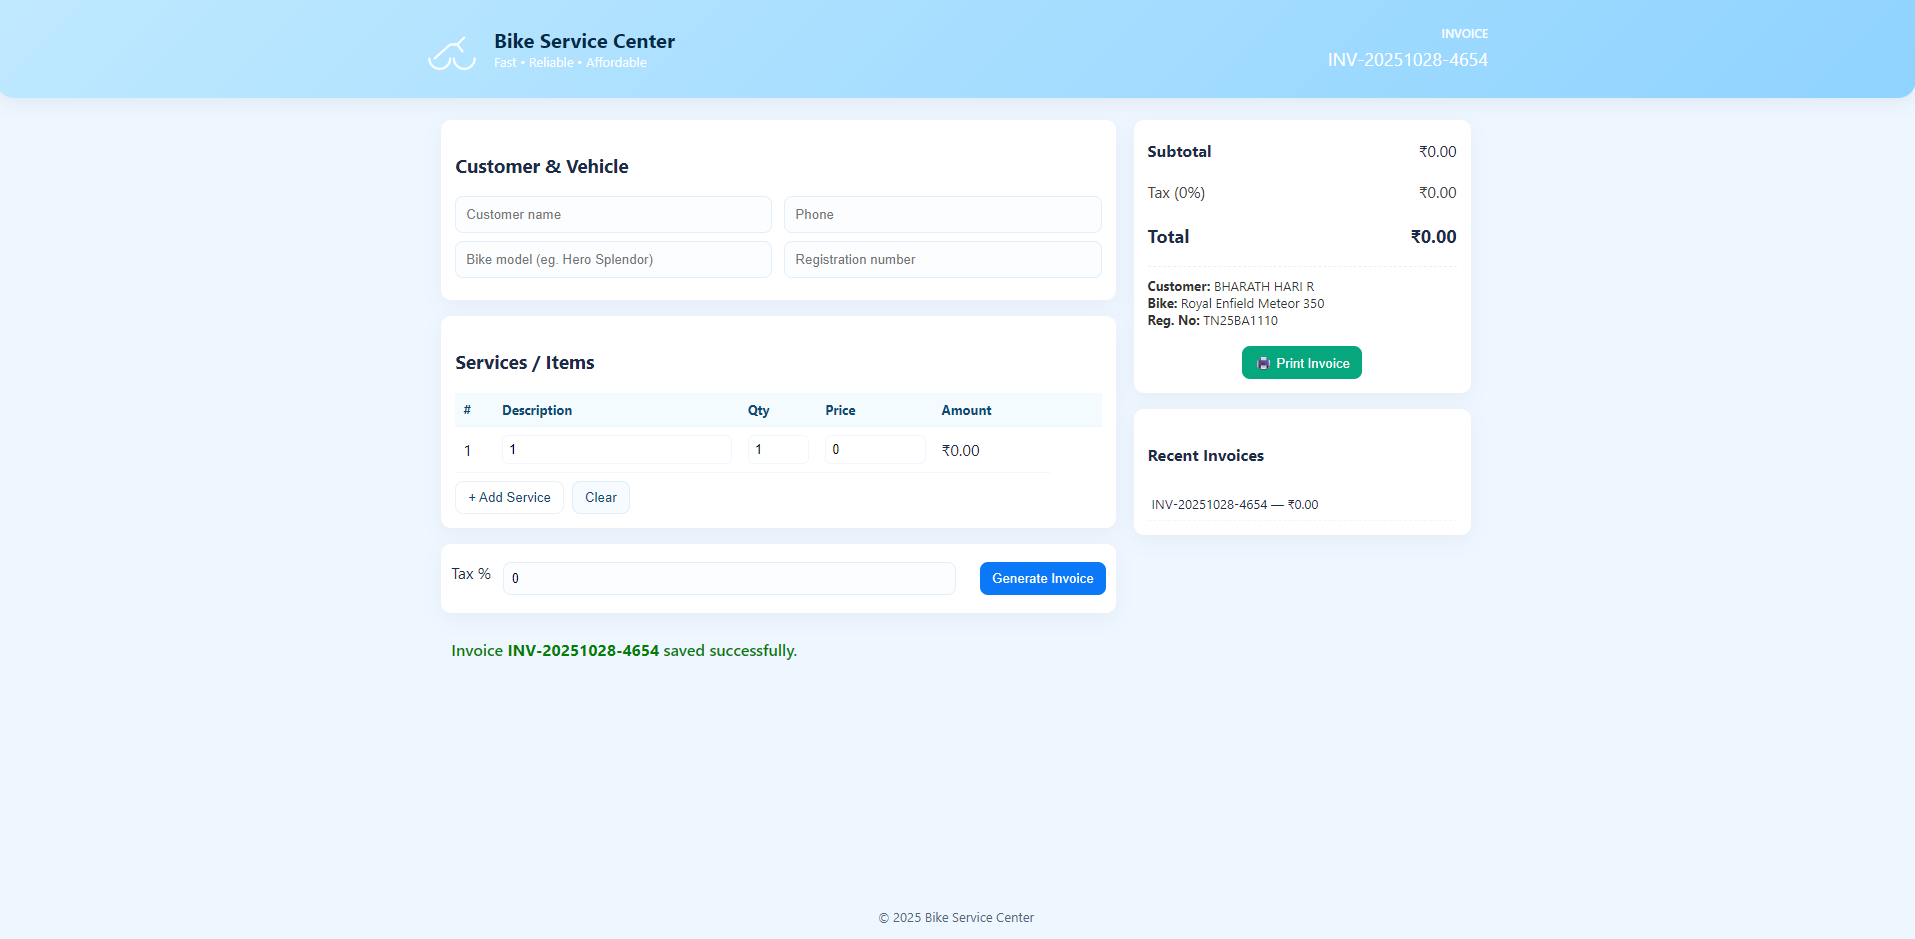 Bike Service Center
Fast • Reliable • Affordable
INVOICE
INV-20251028-4654
Customer & Vehicle
Customer name
Phone
Bike model (eg. Hero Splendor)
Registration number
Services / Items
# Description Qty Price Amount
1 1 1 0 ₹0.00
+ Add Service Clear
Tax % 0 Generate Invoice
Invoice INV-20251028-4654 saved successfully.
Subtotal ₹0.00
Tax (0%) ₹0.00
Total ₹0.00
Customer: BHARATH HARI R
Bike: Royal Enfield Meteor 350
Reg. No: TN25BA1110
Print Invoice
Recent Invoices
INV-20251028-4654 — ₹0.00
© 2025 Bike Service Center